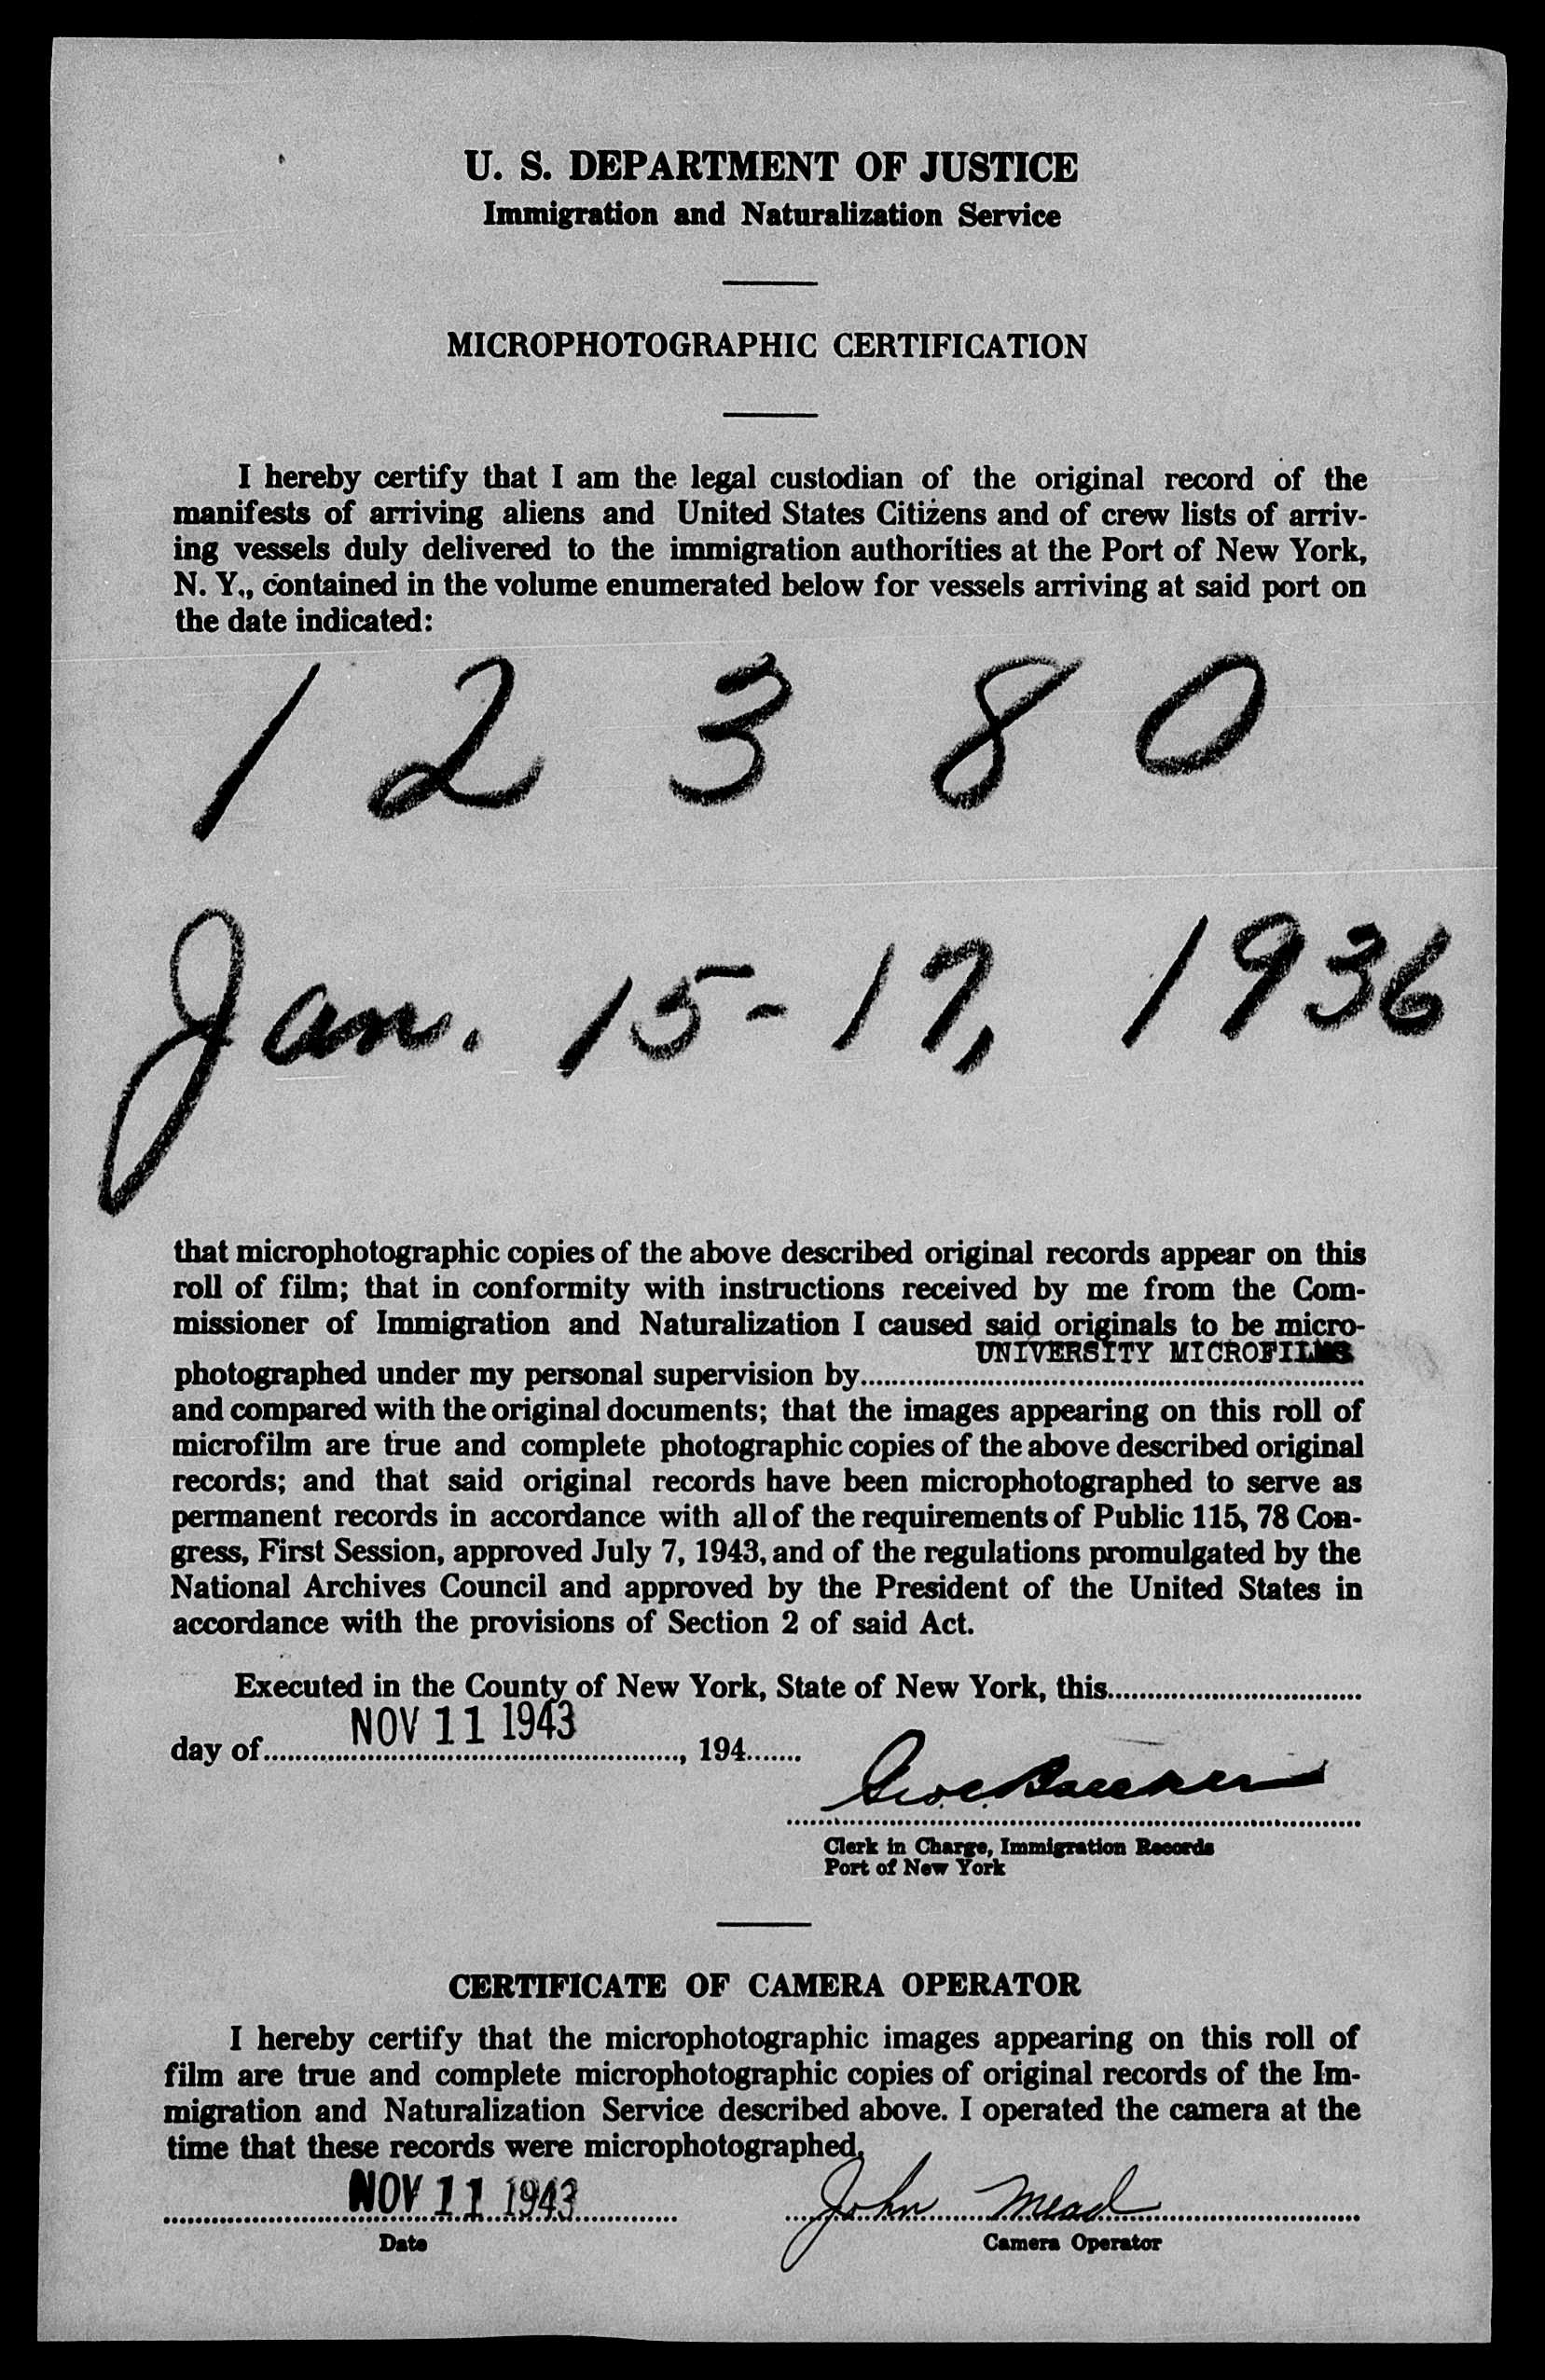 U. S. DEPARTMENT OF JUSTICE
Immigration and Naturalization Service
MICROPHOTOGRAPHIC CERTIFICATION
I hereby certify that I am the legal custodian of the original record of the
manifests of arriving aliens and United States Citizens and of crew lists of arriv-
ing vessels duly delivered to the immigration authorities at the Port of New York,
N. Y., contained in the volume enumerated below for vessels arriving at said port on
the date indicated:
1 2 3 8 0
Jan. 15-17, 1936
that microphotographic copies of the above described original records appear on this
roll of film; that in conformity with instructions received by me from the Com-
missioner of Immigration and Naturalization I caused said originals to be micro-
UNIVERSITY MICROFILMS
photographed under my personal supervision by
and compared with the original documents; that the images appearing on this roll of
microfilm are true and complete photographic copies of the above described original
records; and that said original records have been microphotographed to serve as
permanent records in accordance with all of the requirements of Public 115, 78 Con-
gress, First Session, approved July 7, 1943, and of the regulations promulgated by the
National Archives Council and approved by the President of the United States in
accordance with the provisions of Section 2 of said Act.
Executed in the County of New York, State of New York, this
day of NOV 11 1943, 194
Clerk in Charge, Immigration Records
Port of New York
CERTIFICATE OF CAMERA OPERATOR
I hereby certify that the microphotographic images appearing on this roll of
film are true and complete microphotographic copies of original records of the Im-
migration and Naturalization Service described above. I operated the camera at the
time that these records were microphotographed.
NOV 11 1943 John Mead
Date Camera Operator